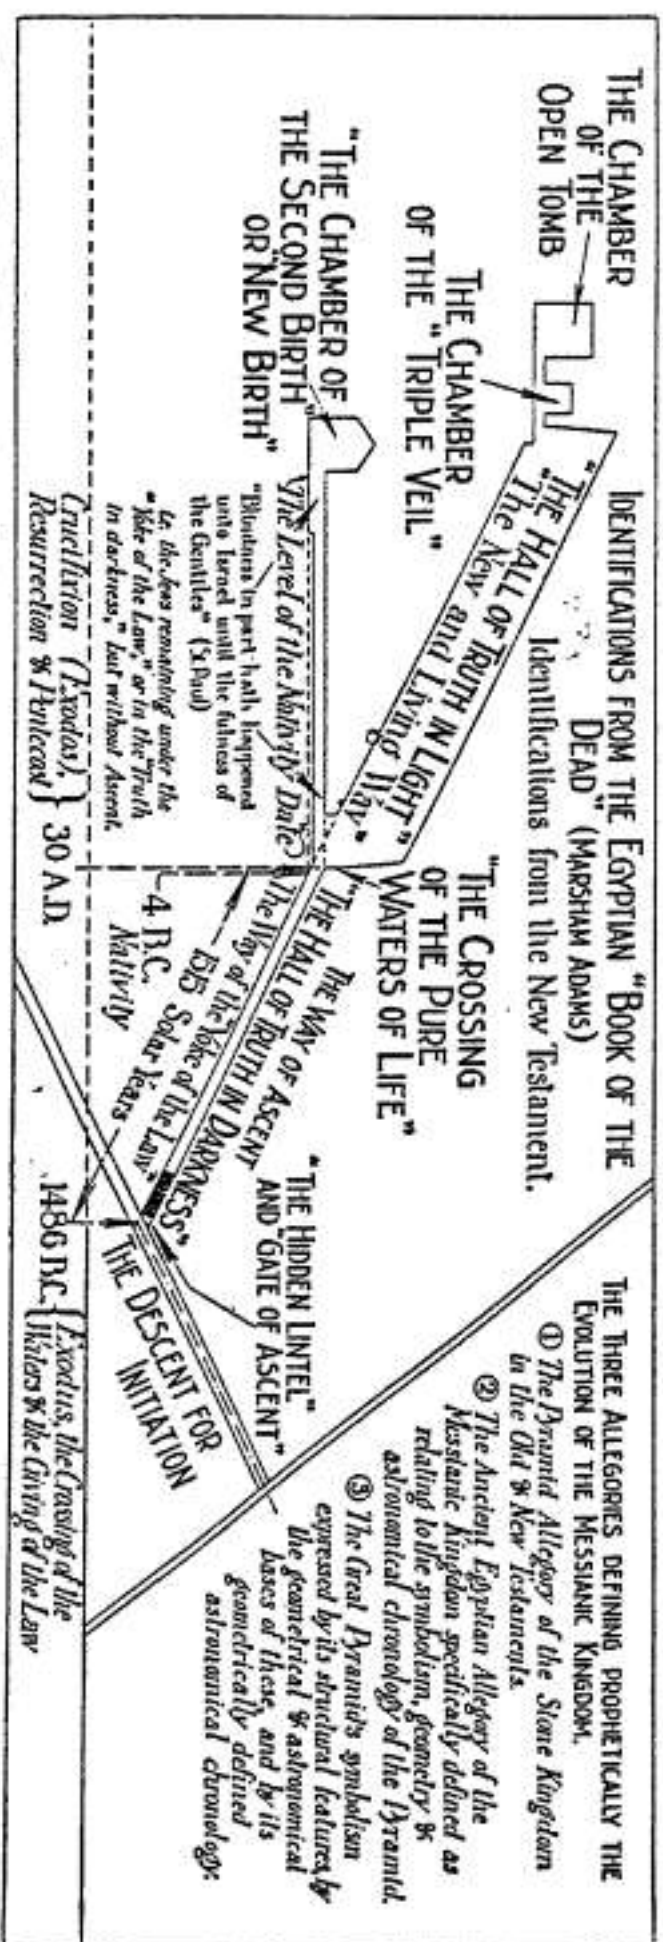 THE CHAMBER
OF THE
OPEN TOMB
THE CHAMBER
OF THE "TRIPLE VEIL"
"THE CHAMBER OF
THE SECOND BIRTH"
OR "NEW BIRTH"
IDENTIFICATIONS FROM THE EGYPTIAN "BOOK OF THE
DEAD" (MARSHAM ADAMS)
Identifications from the New Testament.
"THE HALL OF TRUTH IN LIGHT"
"The New and Living Way"
"THE CROSSING
OF THE PURE
WATERS OF LIFE"
The Level of the Nativity Date
"Blindness in part hath happened
unto Israel until the fulness of
the Gentiles" (St. Paul)
i.e. the Jews remaining under the
"Yoke of the Law," or in the "Truth
in darkness," but without Ascent.
Crucifixion (Exodus),
Resurrection & Pentecost} 30 A.D.
4 B.C.
Nativity
THE WAY OF ASCENT
"THE HALL OF TRUTH IN DARKNESS"
"The Way of the Yoke of the Law"
1515 Solar Years
"THE HIDDEN LINTEL"
AND "GATE OF ASCENT"
THE DESCENT FOR
INITIATION
1486 B.C. {Exodus, the Crossing of the
Waters & the Giving of the Law
THE THREE ALLEGORIES DEFINING PROPHETICALLY THE
EVOLUTION OF THE MESSIANIC KINGDOM.
① The Pyramid Allegory of the Stone Kingdom
in the Old & New Testaments.
② The Ancient Egyptian Allegory of the
Messianic Kingdom specifically defined as
relating to the symbolism, geometry &
astronomical chronology of the Pyramid.
③ The Great Pyramid's symbolism
expressed by its structural features, by
the geometrical & astronomical
bases of these, and by its
geometrically defined
astronomical chronology.